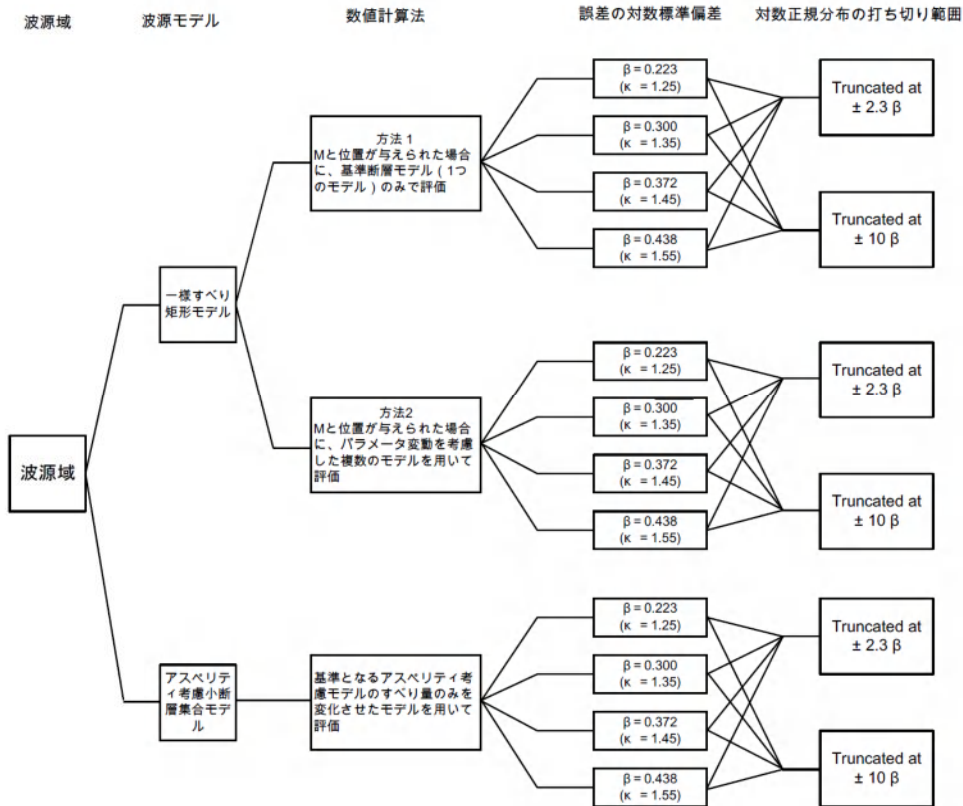 波源域
波源モデル
数値計算法
誤差の対数標準偏差
対数正規分布の打ち切り範囲
波源域
一様すべり
矩形モデル
アスペリテ
ィ考慮小断
層集合モデ
ル
方法1
Mと位置が与えられた場合
に、基準断層モデル(1つ
のモデル)のみで評価
方法2
Mと位置が与えられた場合
に、パラメータ変動を考慮
した複数のモデルを用いて
評価
基準となるアスペリティ考
慮モデルのすべり量のみを
変化させたモデルを用いて
評価
β = 0.223
(κ = 1.25)
β = 0.300
(κ = 1.35)
β = 0.372
(κ = 1.45)
β = 0.438
(κ = 1.55)
Truncated at
± 2.3 β
Truncated at
± 10 β
β = 0.223
(κ = 1.25)
β = 0.300
(κ = 1.35)
β = 0.372
(κ = 1.45)
β = 0.438
(κ = 1.55)
Truncated at
± 2.3 β
Truncated at
± 10 β
β = 0.223
(κ = 1.25)
β = 0.300
(κ = 1.35)
β = 0.372
(κ = 1.45)
β = 0.438
(κ = 1.55)
Truncated at
± 2.3 β
Truncated at
± 10 β